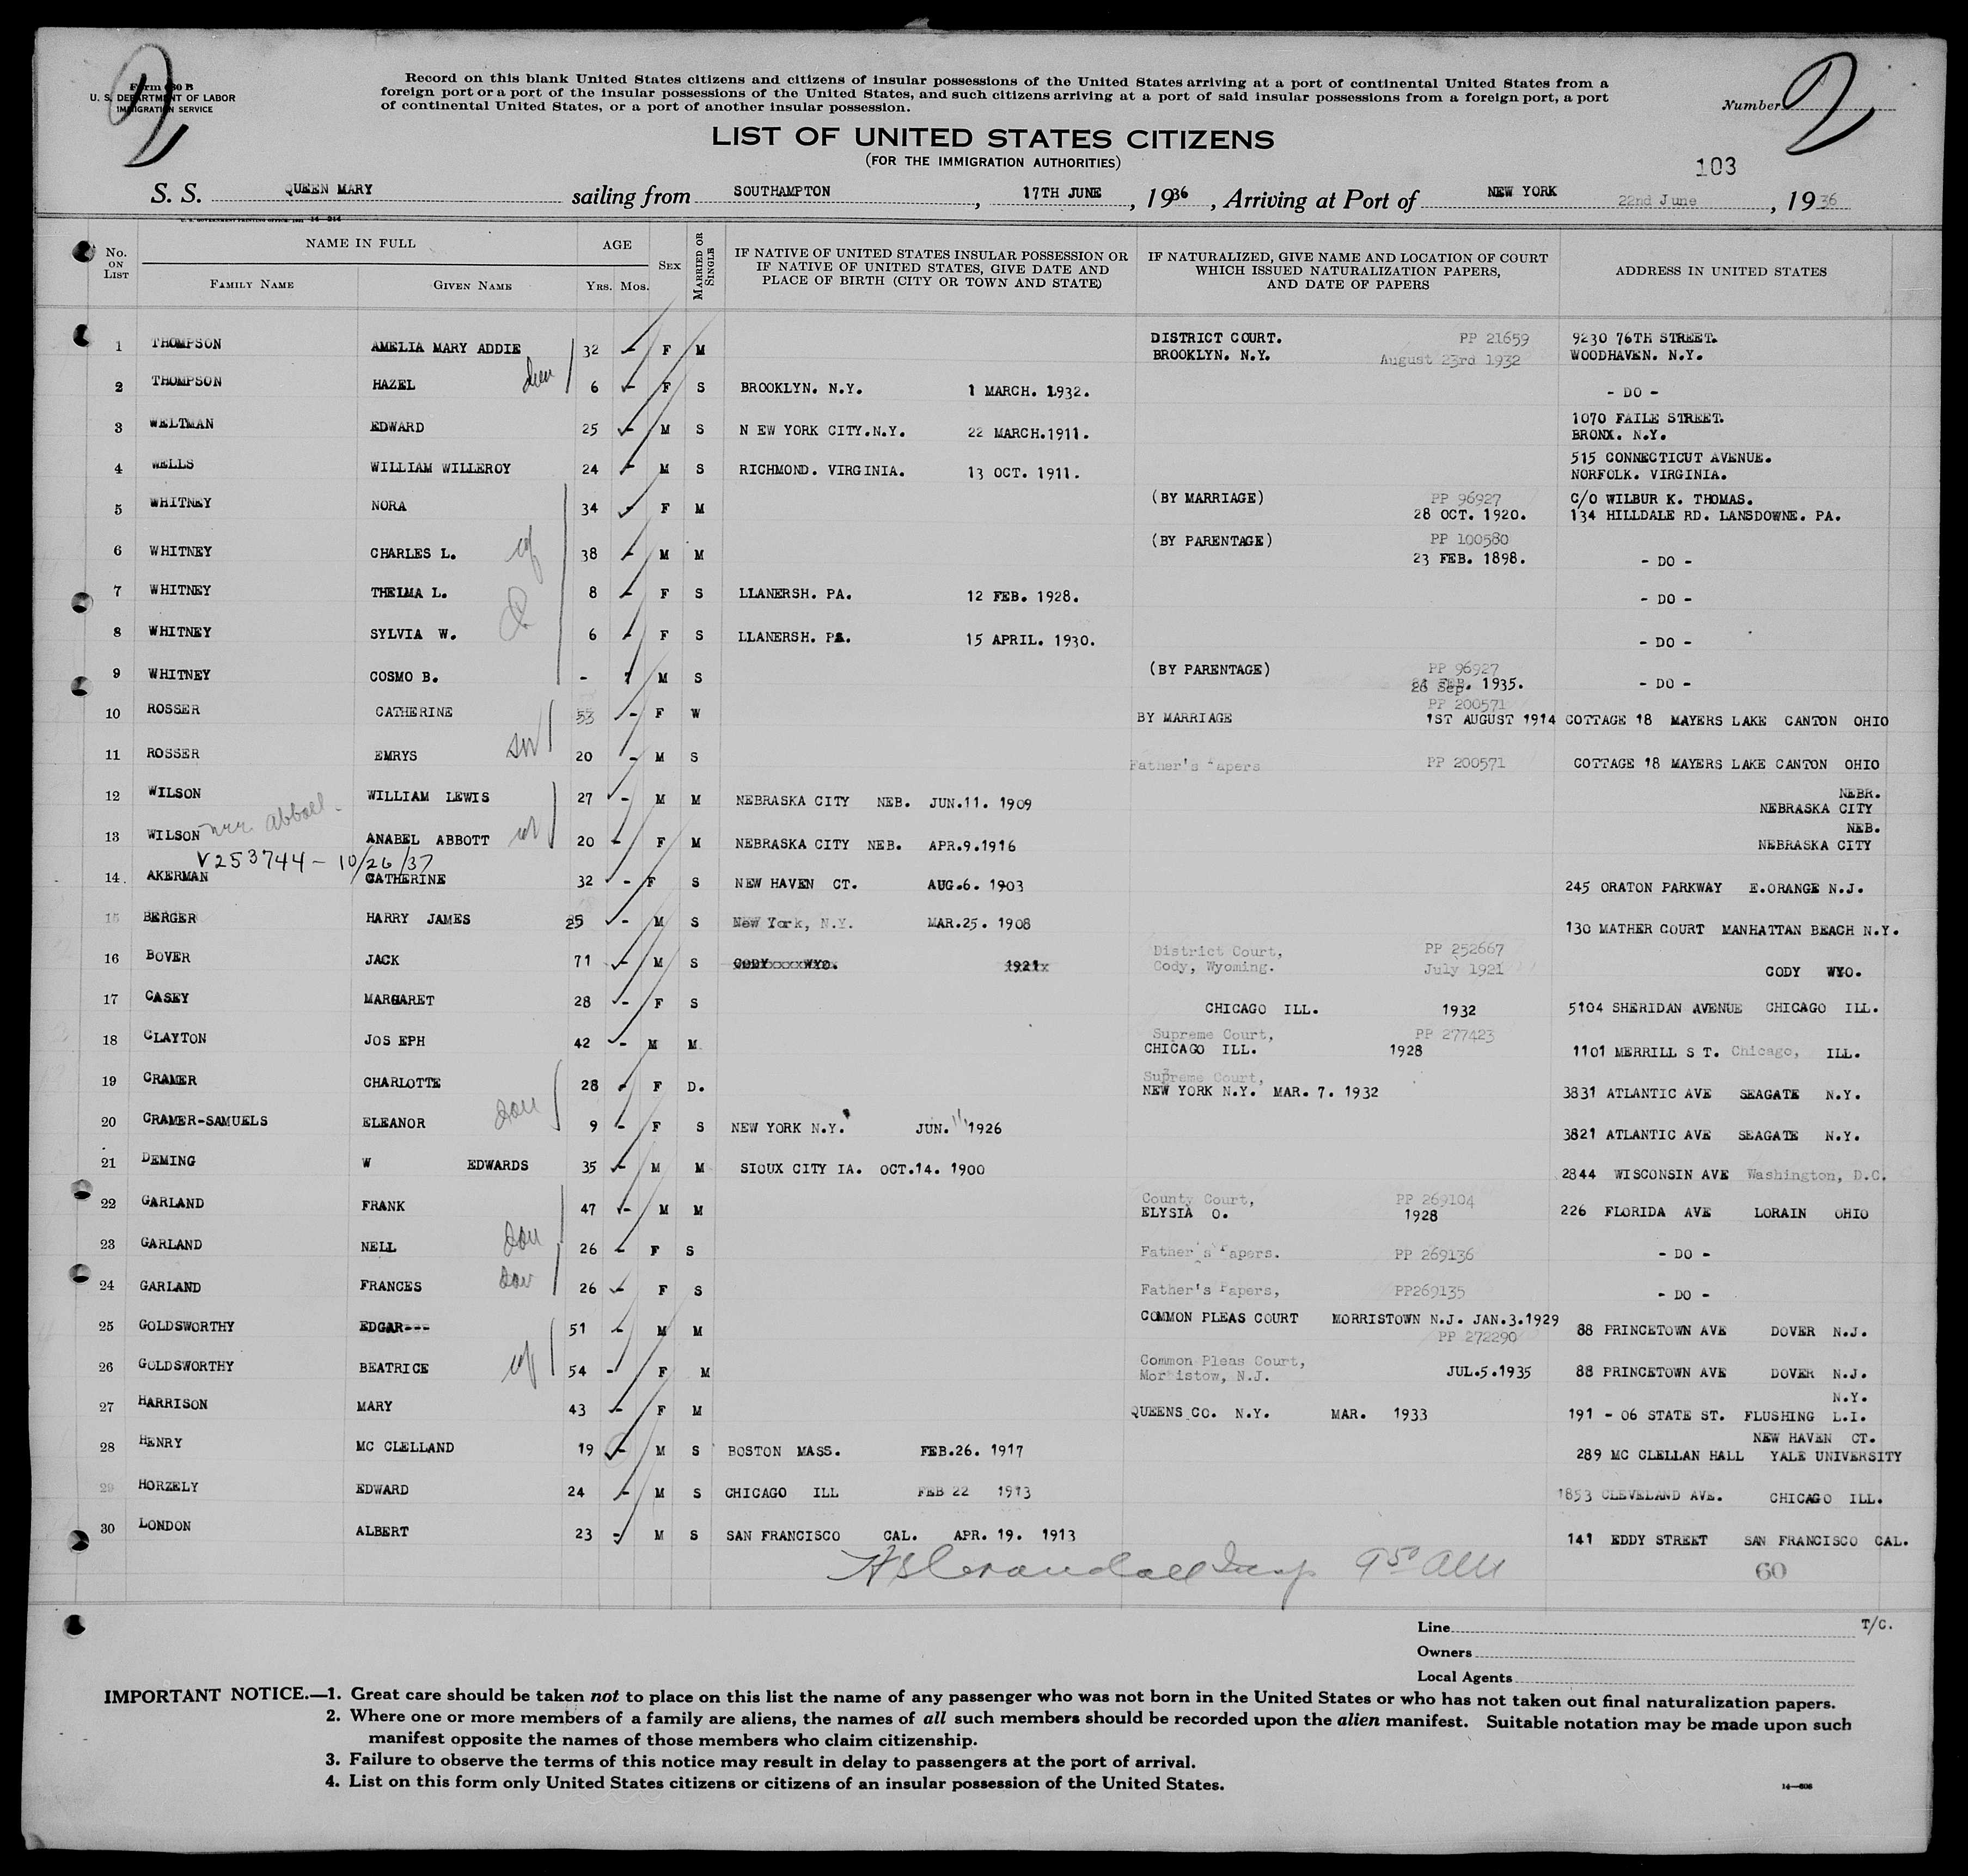 Form 630 B
U. S. DEPARTMENT OF LABOR
IMMIGRATION SERVICE
Record on this blank United States citizens and citizens of insular possessions of the United States arriving at a port of continental United States from a
foreign port or a port of the insular possessions of the United States, and such citizens arriving at a port of said insular possessions from a foreign port, a port
of continental United States, or a port of another insular possession.
Number 2
LIST OF UNITED STATES CITIZENS
(FOR THE IMMIGRATION AUTHORITIES)
103
S. S. QUEEN MARY sailing from SOUTHAMPTON, 17TH JUNE, 1936, Arriving at Port of NEW YORK 22nd June, 1936
No. ON LIST NAME IN FULL FAMILY NAME GIVEN NAME AGE YRS. MOS. SEX MARRIED OR SINGLE
IF NATIVE OF UNITED STATES INSULAR POSSESSION OR
IF NATIVE OF UNITED STATES, GIVE DATE AND
PLACE OF BIRTH (CITY OR TOWN AND STATE)
IF NATURALIZED, GIVE NAME AND LOCATION OF COURT
WHICH ISSUED NATURALIZATION PAPERS,
AND DATE OF PAPERS
ADDRESS IN UNITED STATES
1 THOMPSON AMELIA MARY ADDIE 32 - F M DISTRICT COURT. PP 21659 9230 76TH STREET.
BROOKLYN. N.Y. August 23rd 1932 WOODHAVEN. N.Y.
2 THOMPSON HAZEL 6 - F S BROOKLYN. N.Y. 1 MARCH. 1932. - DO -
3 WELTMAN EDWARD 25 - M S N EW YORK CITY.N.Y. 22 MARCH.1911. 1070 FAILE STREET.
BRONX. N.Y.
4 WELLS WILLIAM WILLEROY 24 - M S RICHMOND. VIRGINIA. 13 OCT. 1911. 515 CONNECTICUT AVENUE.
NORFOLK. VIRGINIA.
5 WHITNEY NORA 34 - F M (BY MARRIAGE) PP 96927 C/O WILBUR K. THOMAS.
28 OCT. 1920. 134 HILLDALE RD. LANSDOWNE. PA.
6 WHITNEY CHARLES L. 38 - M M (BY PARENTAGE) PP 100580
23 FEB. 1898. - DO -
7 WHITNEY THELMA L. 8 - F S LLANERSH. PA. 12 FEB. 1928. - DO -
8 WHITNEY SYLVIA W. 6 - F S LLANERSH. PA. 15 APRIL. 1930. - DO -
9 WHITNEY COSMO B. - M S (BY PARENTAGE) PP 96927
1935. - DO -
10 ROSSER CATHERINE 53 - F W BY MARRIAGE PP 200571
1ST AUGUST 1914 COTTAGE 18 MAYERS LAKE CANTON OHIO
11 ROSSER EMRYS 20 - M S Father's Papers PP 200571 COTTAGE 18 MAYERS LAKE CANTON OHIO
12 WILSON WILLIAM LEWIS 27 - M M NEBRASKA CITY NEB. JUN.11. 1909 NEBR.
NEBRASKA CITY
nee Abbott
13 WILSON ANABEL ABBOTT 20 - F M NEBRASKA CITY NEB. APR.9.1916 NEB.
NEBRASKA CITY
V253744 - 10/26/37
14 AKERMAN CATHERINE 32 - F S NEW HAVEN CT. AUG.6. 1903 245 ORATON PARKWAY E.ORANGE N.J.
15 BERGER HARRY JAMES 25 - M S New York, N.Y. MAR.25. 1908 130 MATHER COURT MANHATTAN BEACH N.Y.
16 BOVER JACK 71 - M S CODY WYO. 1921 District Court, PP 252667
Cody, Wyoming. July 1921 CODY WYO.
17 CASEY MARGARET 28 - F S CHICAGO ILL. 1932 5104 SHERIDAN AVENUE CHICAGO ILL.
18 CLAYTON JOS EPH 42 - M M. Supreme Court, PP 277423
CHICAGO ILL. 1928 1101 MERRILL S T. Chicago, ILL.
19 CRAMER CHARLOTTE 28 - F D. Supreme Court,
NEW YORK N.Y. MAR. 7. 1932 3831 ATLANTIC AVE SEAGATE N.Y.
20 CRAMER-SAMUELS ELEANOR 9 - F S NEW YORK N.Y. JUN. 11 1926 3821 ATLANTIC AVE SEAGATE N.Y.
21 DEMING W EDWARDS 35 - M M SIOUX CITY IA. OCT.14. 1900 2844 WISCONSIN AVE Washington, D.C.
22 GARLAND FRANK 47 - M M County Court, PP 269104
ELYSIA O. 1928 226 FLORIDA AVE LORAIN OHIO
23 GARLAND NELL 26 - F S Father's Papers. PP 269136 - DO -
24 GARLAND FRANCES 26 - F S Father's Papers, PP269135 - DO -
25 GOLDSWORTHY EDGAR--- 51 - M M COMMON PLEAS COURT MORRISTOWN N.J. JAN.3.1929
PP 272290 88 PRINCETOWN AVE DOVER N.J.
26 GOLDSWORTHY BEATRICE 54 - F M Common Pleas Court,
Morristow, N.J. JUL.5.1935 88 PRINCETOWN AVE DOVER N.J.
27 HARRISON MARY 43 - F M QUEENS CO. N.Y. MAR. 1933 N.Y.
191 - 06 STATE ST. FLUSHING L.I.
28 HENRY MC CLELLAND 19 - M S BOSTON MASS. FEB.26. 1917 NEW HAVEN CT.
289 MC CLELLAN HALL YALE UNIVERSITY
29 HORZELY EDWARD 24 - M S CHICAGO ILL FEB 22 1913 1853 CLEVELAND AVE. CHICAGO ILL.
30 LONDON ALBERT 23 - M S SAN FRANCISCO CAL. APR. 19. 1913 141 EDDY STREET SAN FRANCISCO CAL.
H S Crandall Insp 9 50 AM
60
Line T/C.
Owners
Local Agents
IMPORTANT NOTICE.—1. Great care should be taken not to place on this list the name of any passenger who was not born in the United States or who has not taken out final naturalization papers.
2. Where one or more members of a family are aliens, the names of all such members should be recorded upon the alien manifest. Suitable notation may be made upon such
manifest opposite the names of those members who claim citizenship.
3. Failure to observe the terms of this notice may result in delay to passengers at the port of arrival.
4. List on this form only United States citizens or citizens of an insular possession of the United States.